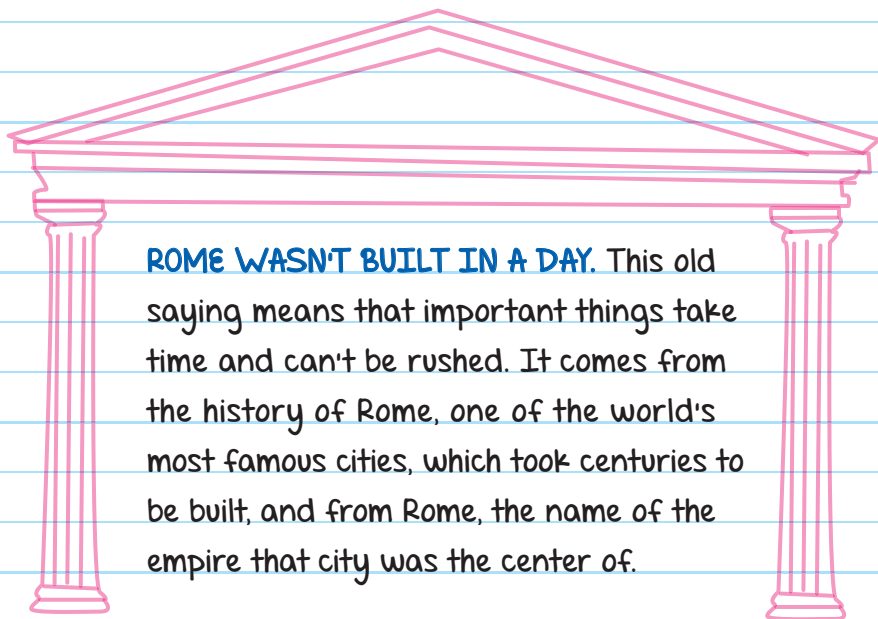 ROME WASN'T BUILT IN A DAY. This old
saying means that important things take
time and can't be rushed. It comes from
the history of Rome, one of the world's
most famous cities, which took centuries to
be built, and from Rome, the name of the
empire that city was the center of.